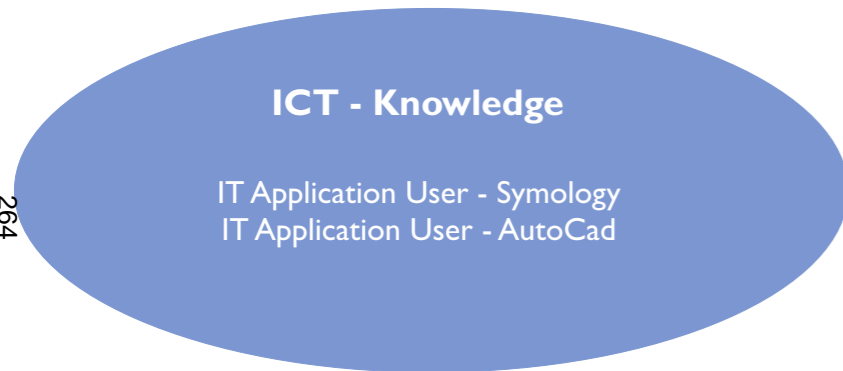 ICT - Knowledge
IT Application User - Symology
IT Application User - AutoCad
264